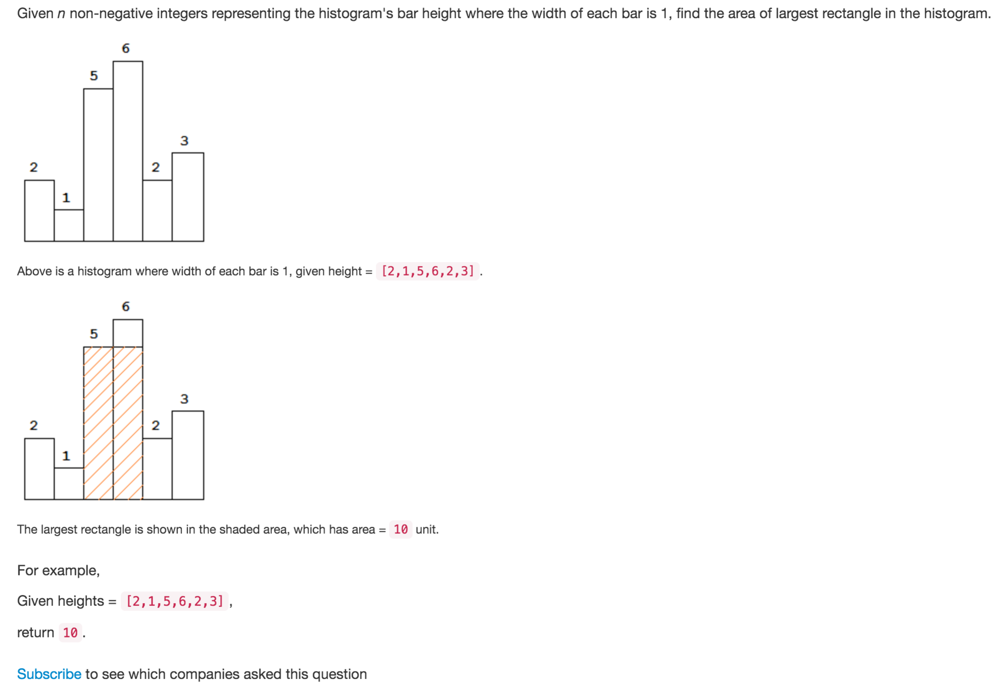 Given n non-negative integers representing the histogram's bar height where the width of each bar is 1, find the area of largest rectangle in the histogram.
6
5
3
2
2
1
Above is a histogram where width of each bar is 1, given height = [2,1,5,6,2,3] .
6
5
3
2
2
1
The largest rectangle is shown in the shaded area, which has area = 10 unit.
For example,
Given heights = [2,1,5,6,2,3] ,
return 10 .
Subscribe to see which companies asked this question